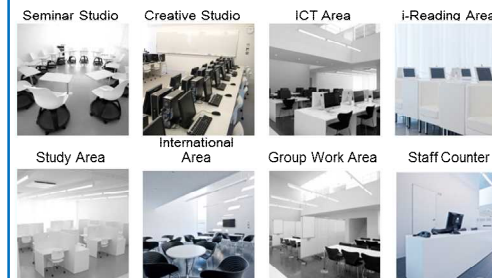 Seminar Studio
Creative Studio
ICT Area
i-Reading Area
Study Area
International
Area
Group Work Area
Staff Counter